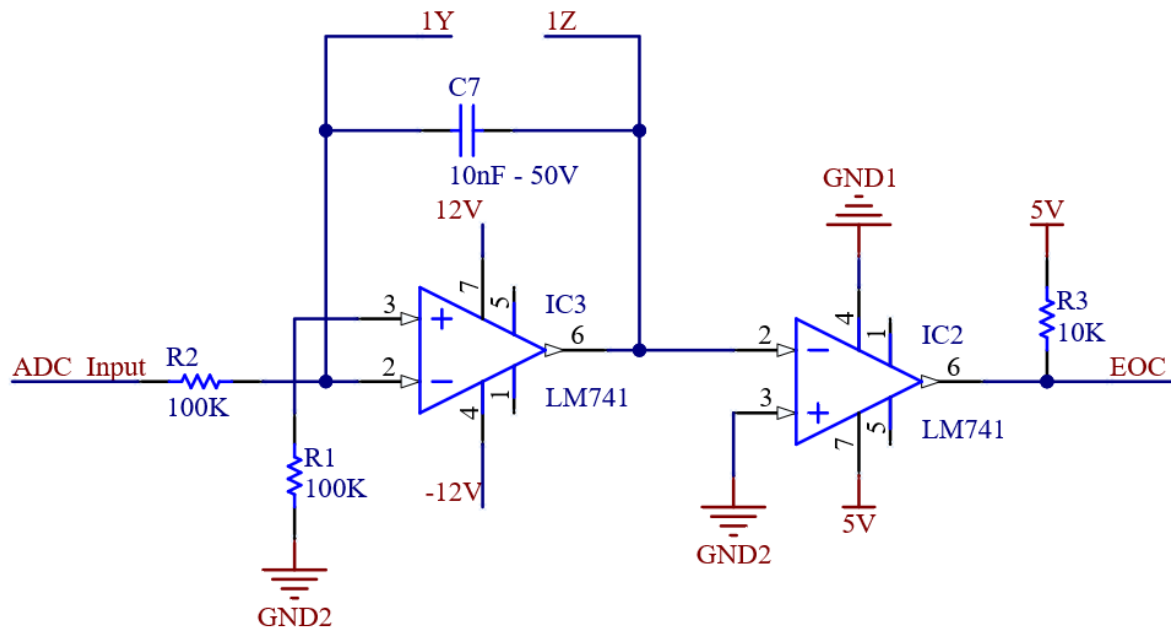 1Y
1Z
C7
10nF - 50V
12V
GND1
5V
7
5
3
IC3
4
1
R3
10K
6
2
IC2
ADC Input
R2
100K
2
LM741
6
EOC
4
1
3
LM741
7
5
R1
100K
-12V
GND2
5V
GND2